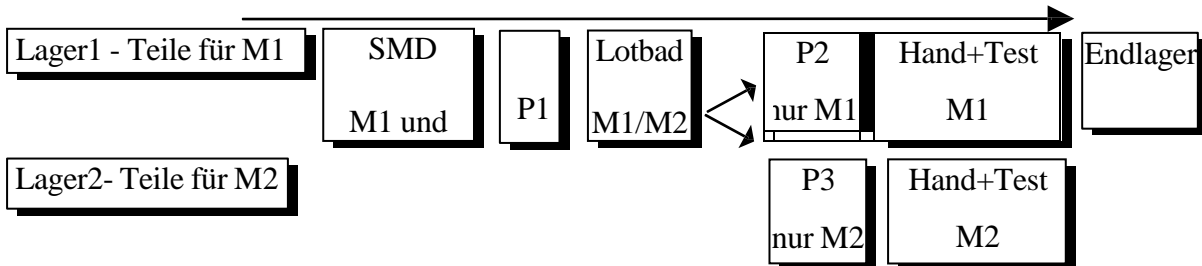 Lager1 - Teile für M1
SMD
M1 und
P1
Lotbad
M1/M2
P2
nur M1
Hand+Test
M1
Endlager
Lager2- Teile für M2
P3
nur M2
Hand+Test
M2